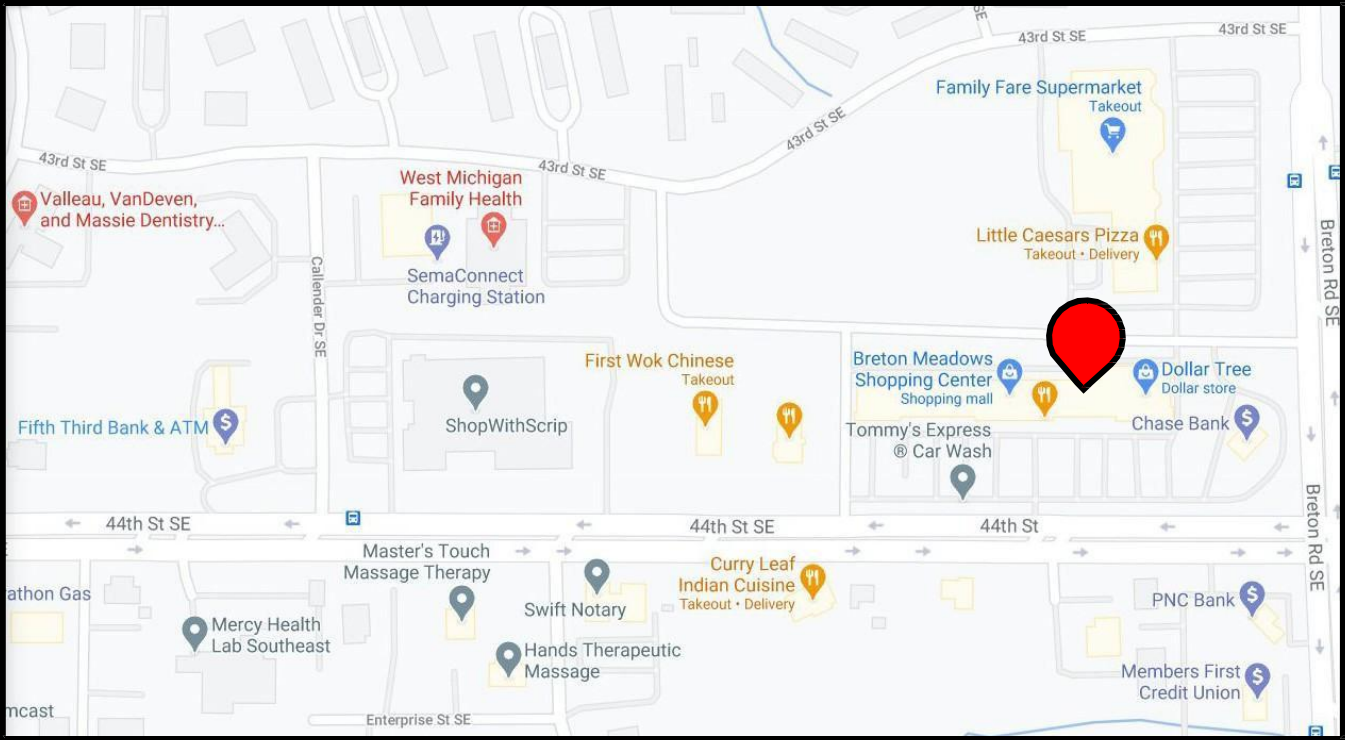 SE
43rd St SE
43rd St SE
Family Fare Supermarket
Takeout
43rd St SE
43rd St SE
43rd St SE
West Michigan
Family Health
Valleau, VanDeven,
and Massie Dentistry...
Little Caesars Pizza
Takeout • Delivery
Breton Rd SE
SemaConnect
Charging Station
Callender Dr SE
First Wok Chinese
Takeout
Breton Meadows
Shopping Center
Shopping mall
Dollar Tree
Dollar store
ShopWithScrip
Fifth Third Bank & ATM
Chase Bank
Tommy's Express
® Car Wash
44th St SE
44th St SE
44th St
Breton Rd SE
Master's Touch
Massage Therapy
Curry Leaf
Indian Cuisine
Takeout • Delivery
athon Gas
Swift Notary
PNC Bank
Mercy Health
Lab Southeast
Hands Therapeutic
Massage
Members First
Credit Union
mcast
Enterprise St SE